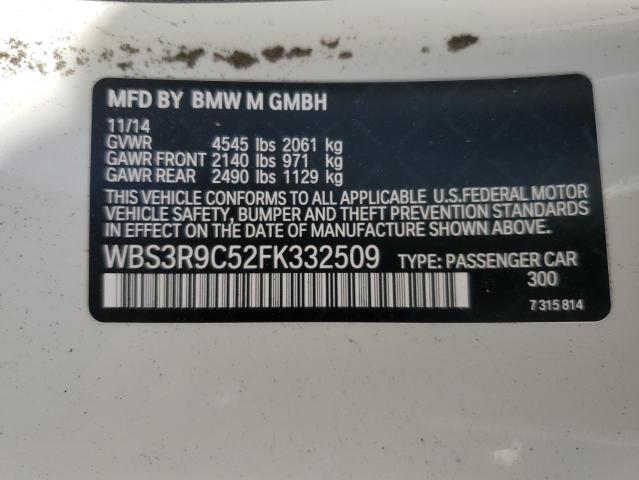 MFD BY BMW M GMBH
11/14
GVWR 4545 lbs 2061 kg
GAWR FRONT 2140 lbs 971 kg
GAWR REAR 2490 lbs 1129 kg
THIS VEHICLE CONFORMS TO ALL APPLICABLE U.S.FEDERAL MOTOR
VEHICLE SAFETY, BUMPER AND THEFT PREVENTION STANDARDS
IN EFFECT ON THE DATE OF MANUFACTURE SHOWN ABOVE.
WBS3R9C52FK332509 TYPE: PASSENGER CAR
300
7 315 814